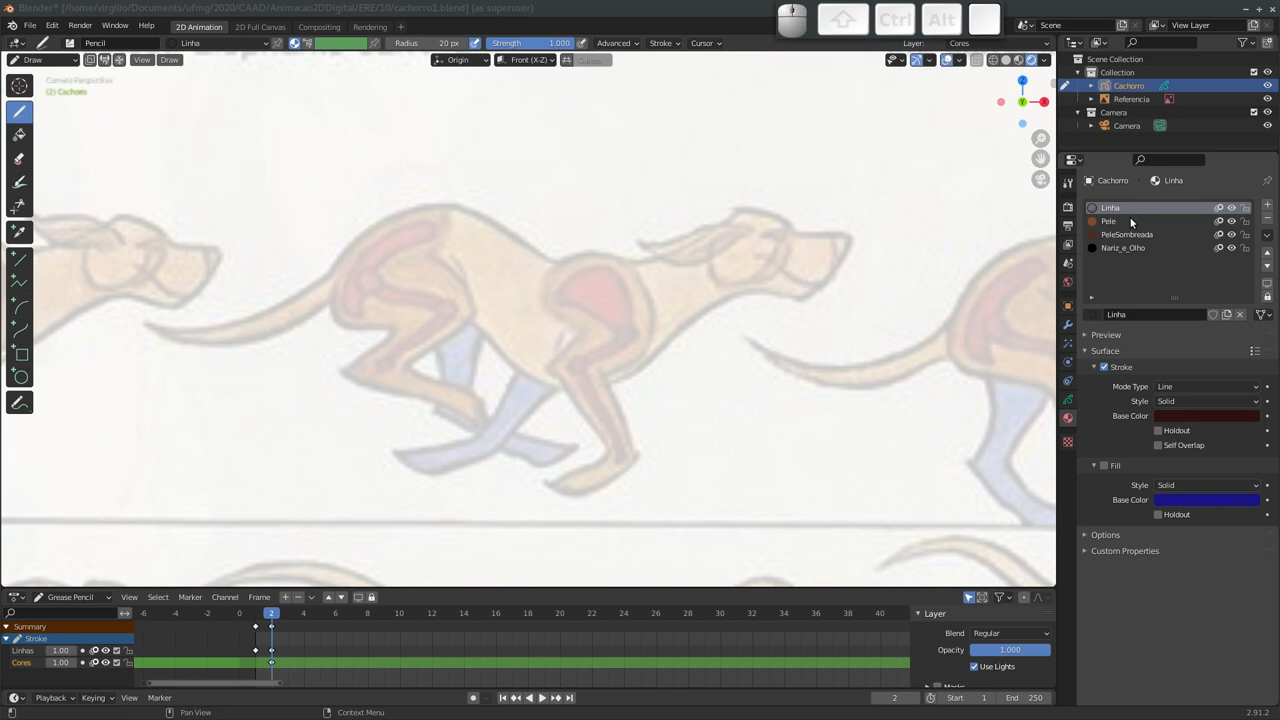 Blender* [/home/virgilio/Documents/ufmg/2020/CAAD/Animacao2DDigital/ERE/10/cachorro1.blend] (as superuser)
File Edit Render Window Help 2D Animation 2D Full Canvas Compositing Rendering Ctrl Alt Scene View Layer
Pencil Linha Radius 20 px Strength 1.000 Advanced Stroke Cursor Layer: Cores
Draw View Draw Origin Front (X-Z) Guides
Camera Perspective
(2) Cachorro
Z
Y X
Scene Collection
Collection
Cachorro
Referencia
Camera
Camera
Cachorro Linha
Linha
Pele
PeleSombreada
Nariz_e_Olho
Linha
Preview
Surface
Stroke
Mode Type Line
Style Solid
Base Color
Holdout
Self Overlap
Fill
Style Solid
Base Color
Holdout
Options
Custom Properties
Grease Pencil View Select Marker Channel Frame
-6 -4 -2 0 2 4 6 8 10 12 14 16 18 20 22 24 26 28 30 32 34 36 38 40
Summary
Stroke
Linhas 1.00
Cores 1.00
Layer
Blend Regular
Opacity 1.000
Use Lights
Masks
Playback Keying View Marker 2 Start 1 End 250
Pan View Context Menu 2.91.2